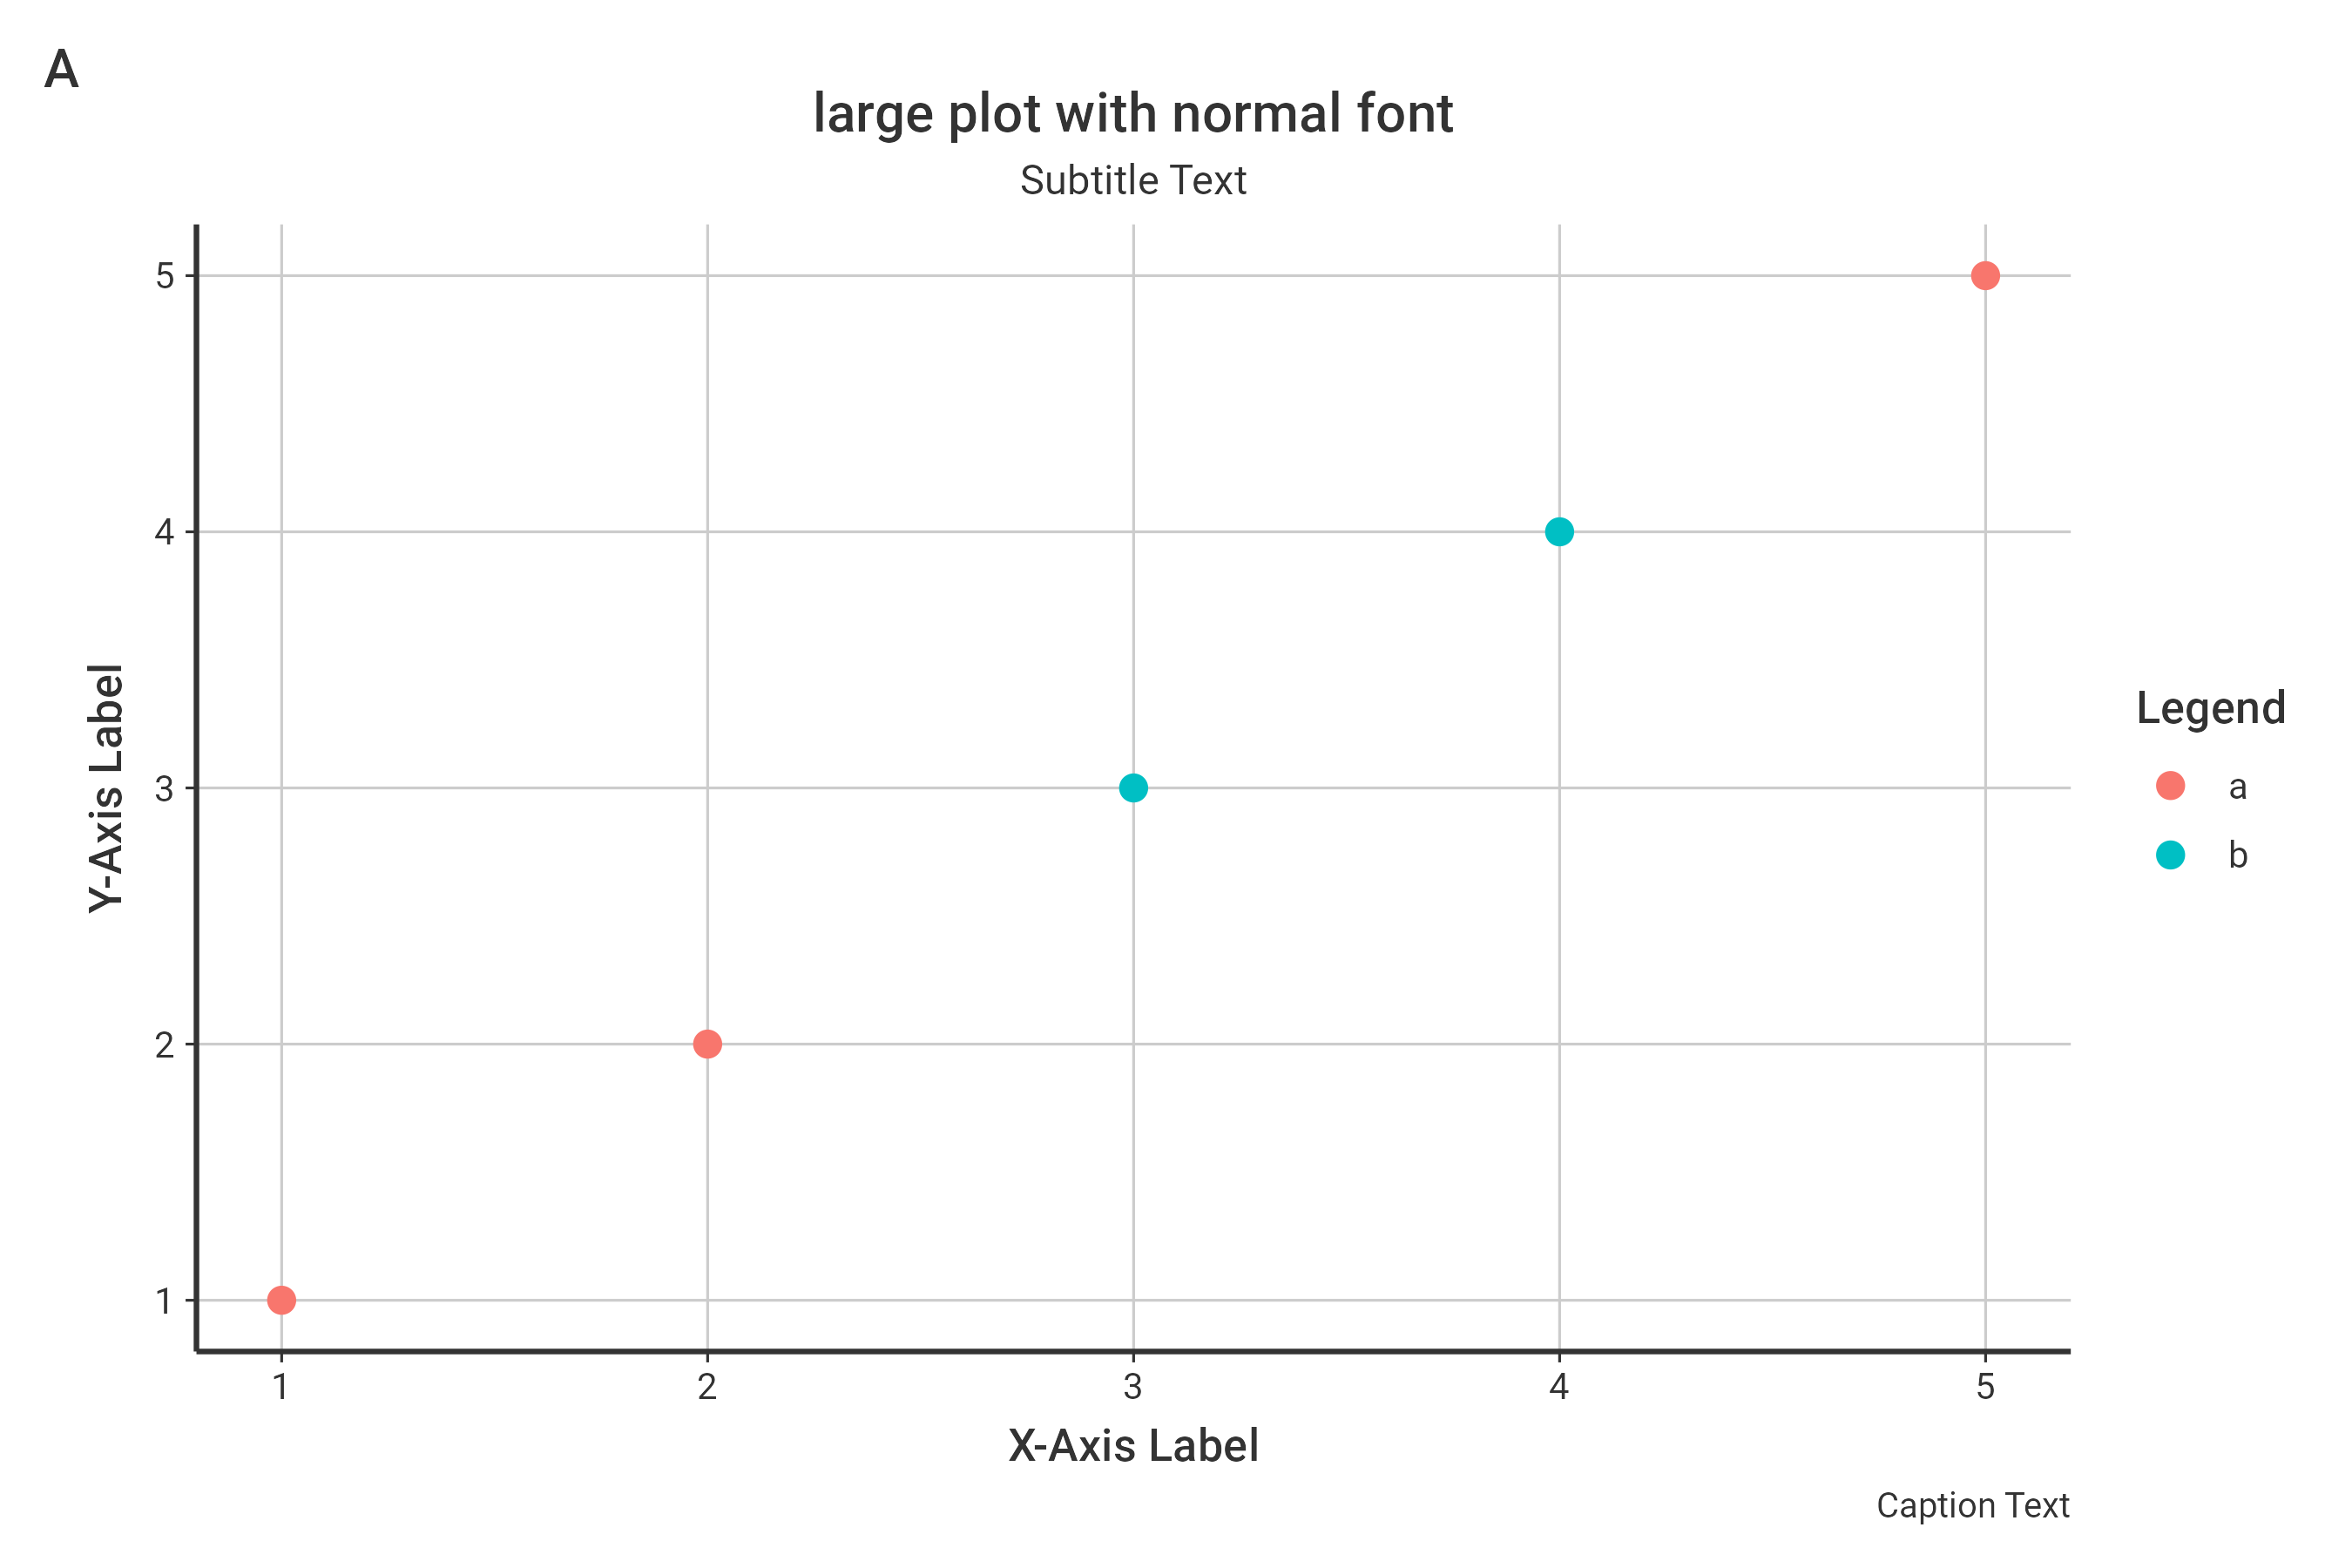 A
large plot with normal font
Subtitle Text
Y-Axis Label
5
4
3
2
1
1 2 3 4 5
X-Axis Label
Legend
a
b
Caption Text